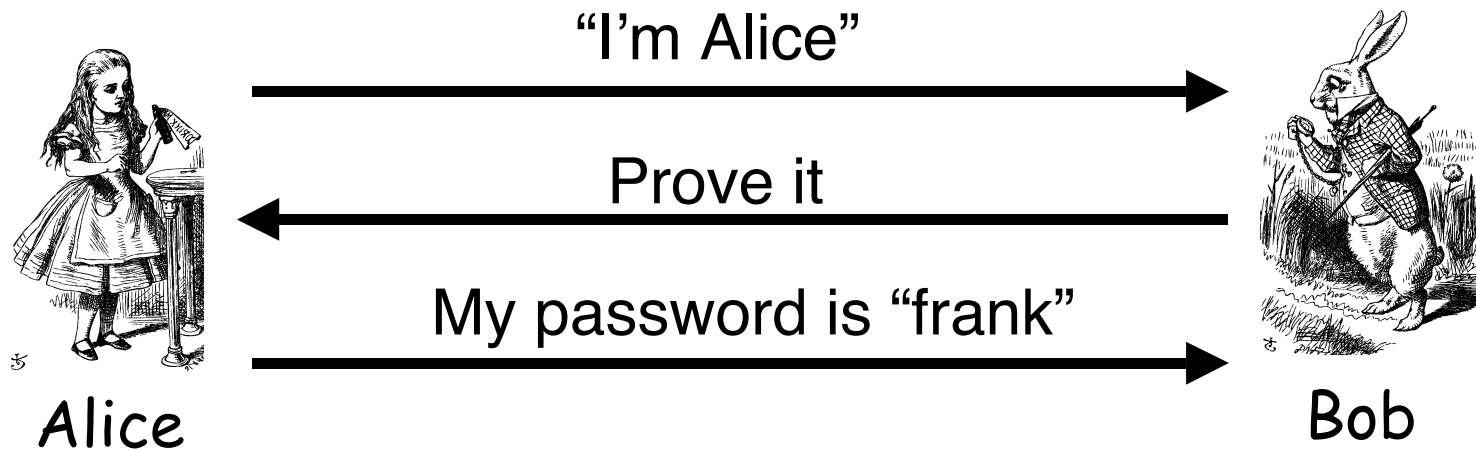 “I’m Alice”
Prove it
My password is “frank”
Alice
Bob